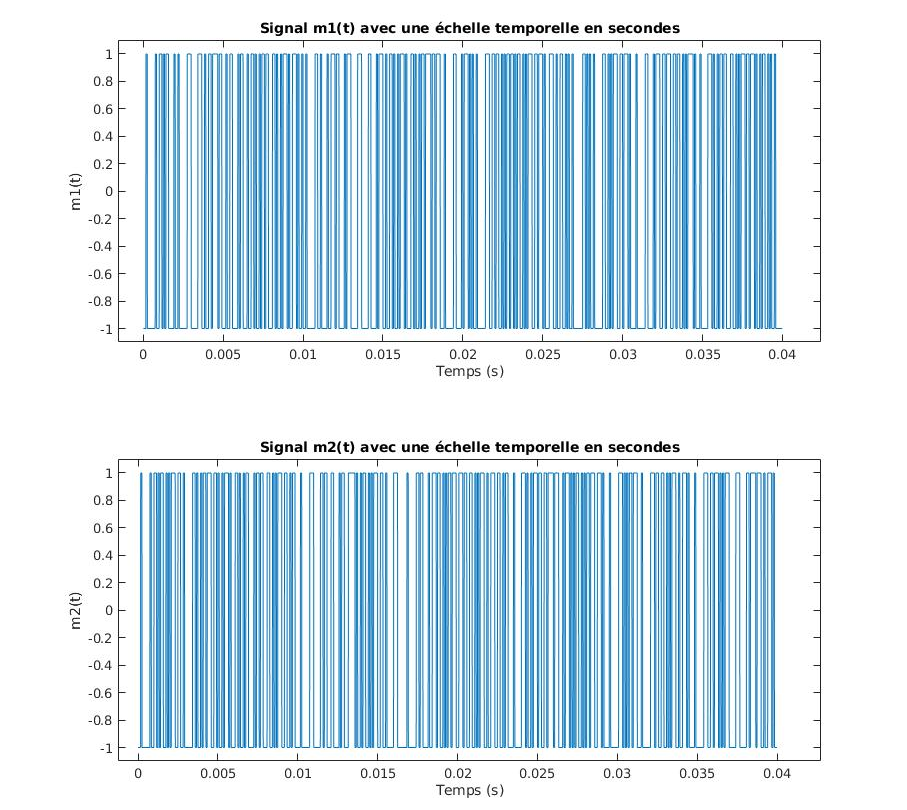 Signal m1(t) avec une échelle temporelle en secondes
1
0.8
0.6
0.4
0.2
0
-0.2
-0.4
-0.6
-0.8
-1
m1(t)
0 0.005 0.01 0.015 0.02 0.025 0.03 0.035 0.04
Temps (s)
Signal m2(t) avec une échelle temporelle en secondes
1
0.8
0.6
0.4
0.2
0
-0.2
-0.4
-0.6
-0.8
-1
m2(t)
0 0.005 0.01 0.015 0.02 0.025 0.03 0.035 0.04
Temps (s)